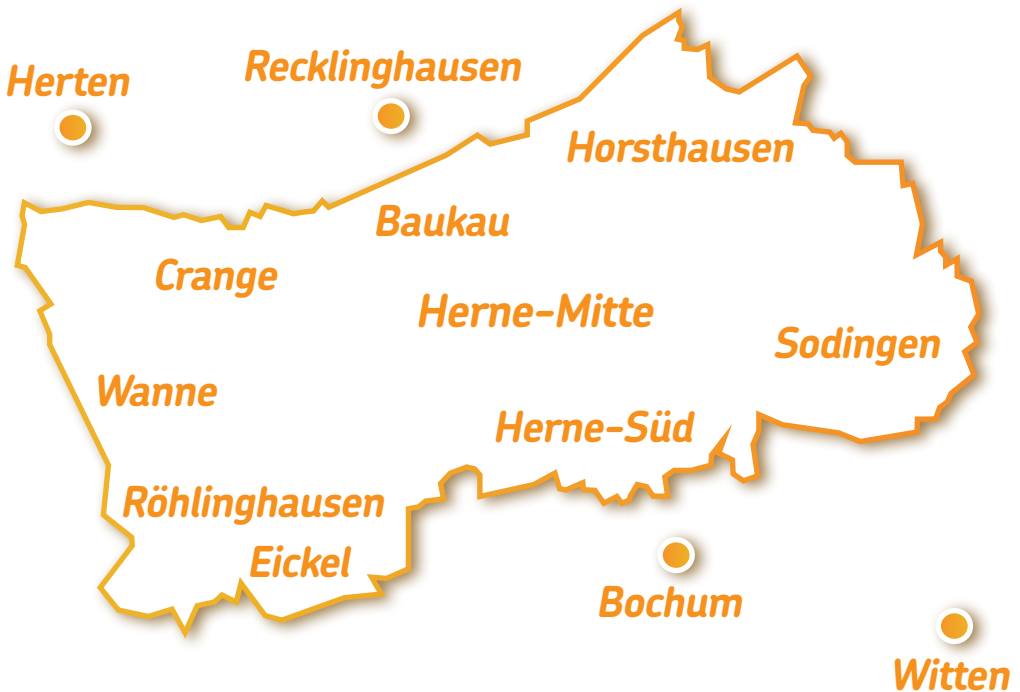 Recklinghausen
Herten
Horsthausen
Baukau
Crange
Herne-Mitte
Sodingen
Wanne
Herne-Süd
Röhlinghausen
Eickel
Bochum
Witten